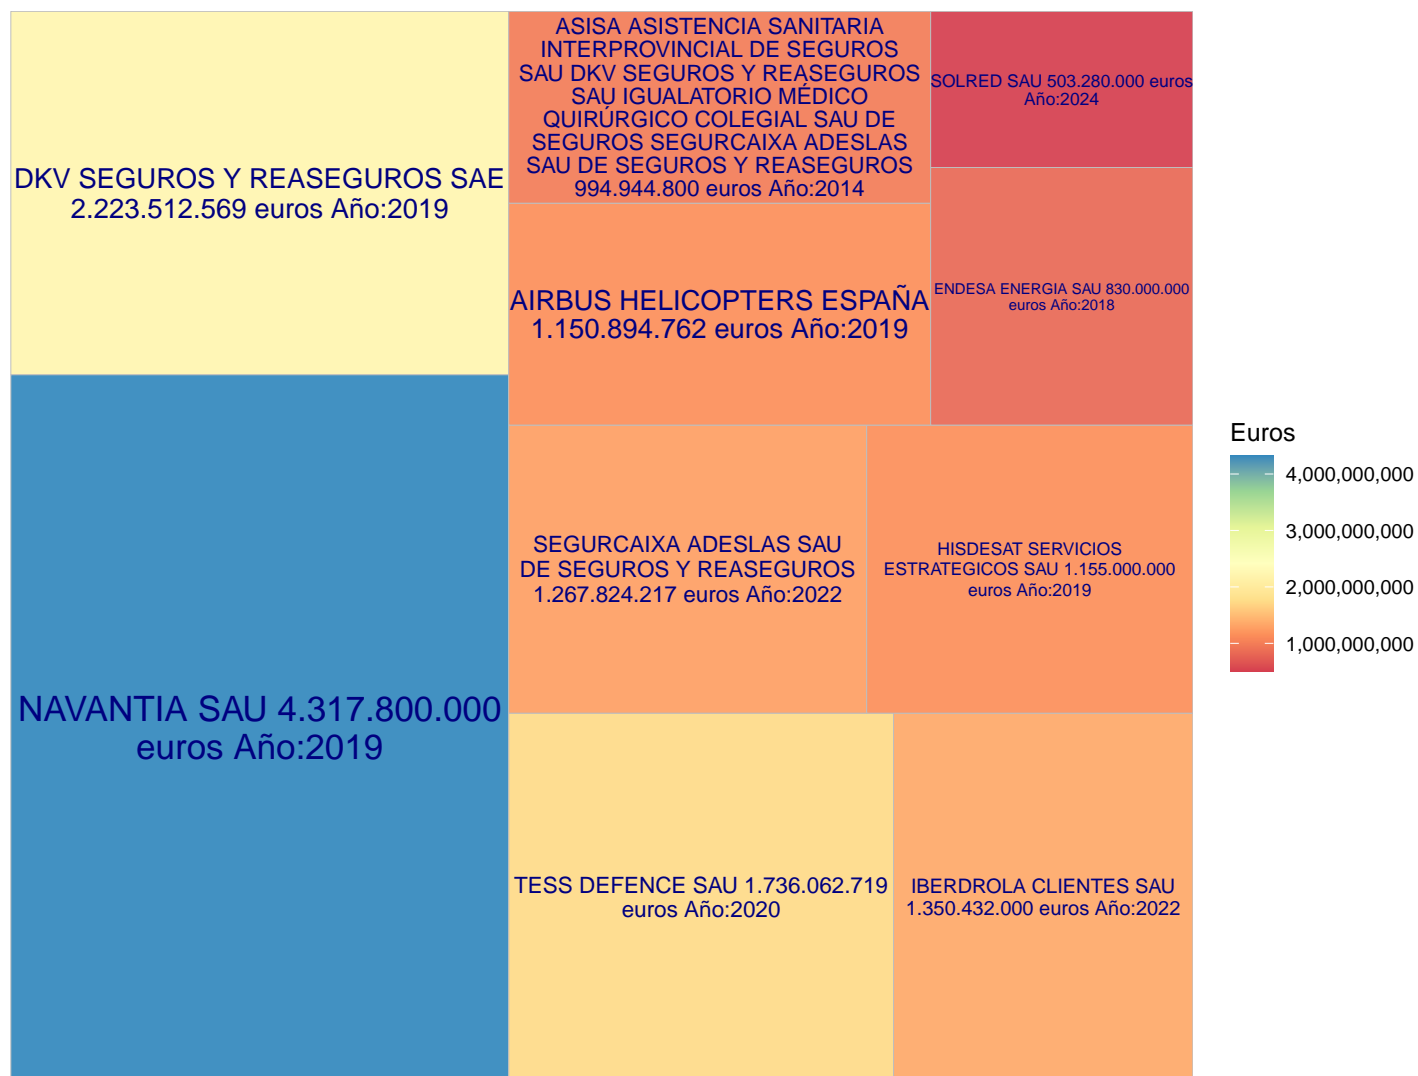 DKV SEGUROS Y REASEGUROS SAE
2.223.512.569 euros Año:2019
NAVANTIA SAU 4.317.800.000
euros Año:2019
ASISA ASISTENCIA SANITARIA
INTERPROVINCIAL DE SEGUROS
SAU DKV SEGUROS Y REASEGUROS
SAU IGUALATORIO MÉDICO
QUIRÚRGICO COLEGIAL SAU DE
SEGUROS SEGURCAIXA ADESLAS
SAU DE SEGUROS Y REASEGUROS
994.944.800 euros Año:2014
AIRBUS HELICOPTERS ESPAÑA
1.150.894.762 euros Año:2019
SOLRED SAU 503.280.000 euros
Año:2024
ENDESA ENERGIA SAU 830.000.000
euros Año:2018
SEGURCAIXA ADESLAS SAU
DE SEGUROS Y REASEGUROS
1.267.824.217 euros Año:2022
HISDESAT SERVICIOS
ESTRATEGICOS SAU 1.155.000.000
euros Año:2019
TESS DEFENCE SAU 1.736.062.719
euros Año:2020
IBERDROLA CLIENTES SAU
1.350.432.000 euros Año:2022
Euros
4,000,000,000
3,000,000,000
2,000,000,000
1,000,000,000